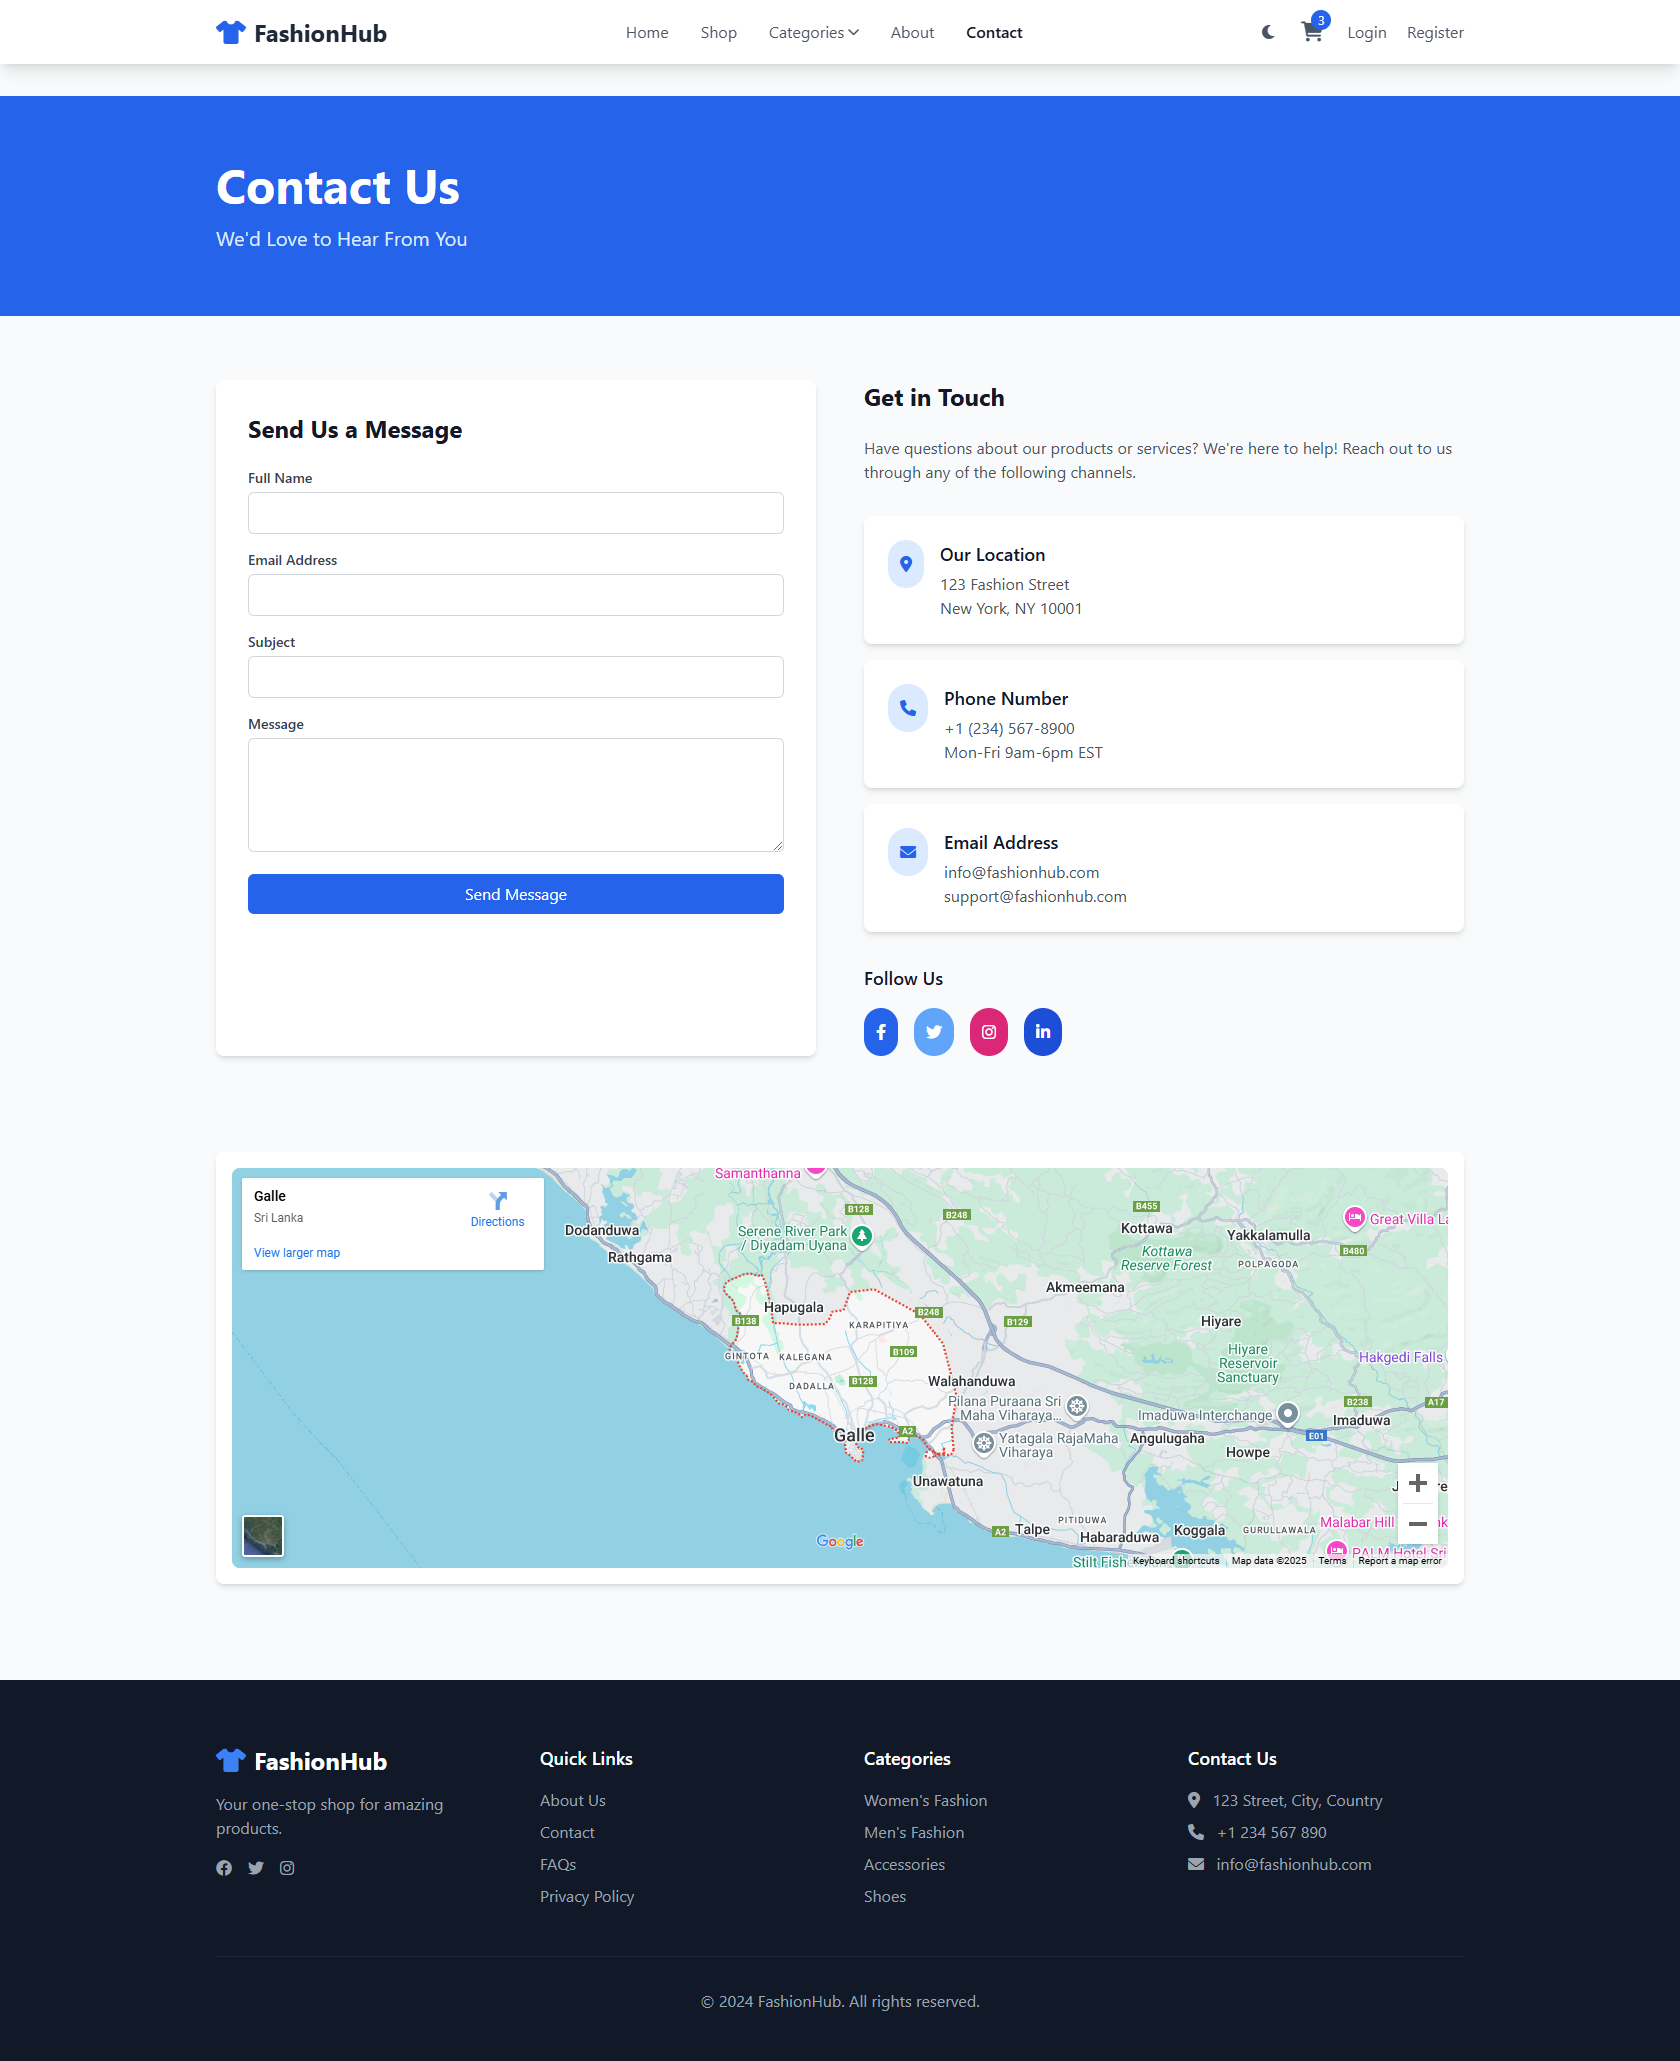 FashionHub
Home
Shop
Categories
About
Contact
3
Login
Register
Contact Us
We'd Love to Hear From You
Send Us a Message
Full Name
Email Address
Subject
Message
Send Message
Get in Touch
Have questions about our products or services? We're here to help! Reach out to us
through any of the following channels.
Our Location
123 Fashion Street
New York, NY 10001
Phone Number
+1 (234) 567-8900
Mon-Fri 9am-6pm EST
Email Address
info@fashionhub.com
support@fashionhub.com
Follow Us
Galle
Sri Lanka
Directions
View larger map
Samanthanna
Dodanduwa
Rathgama
Serene River Park
/ Diyadam Uyana
B128
B248
B455
Kottawa
Kottawa
Reserve Forest
Great Villa La
Yakkalamulla
B480
POLPAGODA
Akmeemana
Hapugala
B138
KARAPITIYA
B248
B129
Hiyare
GINTOTA
KALEGANA
B109
Hiyare
Reservoir
Sanctuary
Hakgedi Falls
DADALLA
B128
Walahanduwa
Pilana Puraana Sri
Maha Viharaya...
Imaduwa Interchange
B238
A17
Imaduwa
Galle
A2
Yatagala RajaMaha
Viharaya
Angulugaha
E01
Howpe
Unawatuna
A2
Talpe
PITIDUWA
Habaraduwa
Koggala
GURULLAWALA
Malabar Hill
Stilt Fish
PALM Hotel Sri
Google
Keyboard shortcuts
Map data ©2025
Terms
Report a map error
FashionHub
Your one-stop shop for amazing
products.
Quick Links
About Us
Contact
FAQs
Privacy Policy
Categories
Women's Fashion
Men's Fashion
Accessories
Shoes
Contact Us
123 Street, City, Country
+1 234 567 890
info@fashionhub.com
© 2024 FashionHub. All rights reserved.